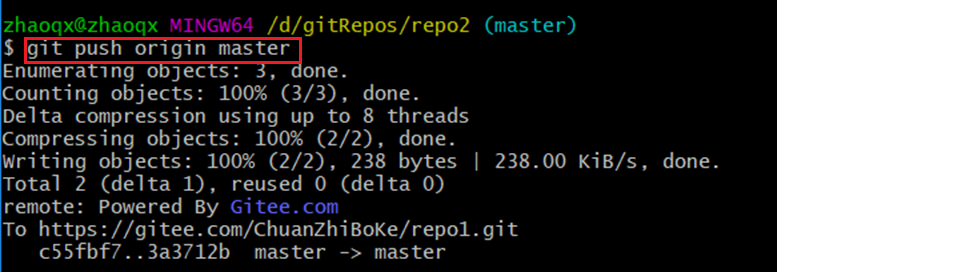 zhaoqx@zhaoqx MINGW64 /d/gitRepos/repo2 (master)
$ git push origin master
Enumerating objects: 3, done.
Counting objects: 100% (3/3), done.
Delta compression using up to 8 threads
Compressing objects: 100% (2/2), done.
Writing objects: 100% (2/2), 238 bytes | 238.00 KiB/s, done.
Total 2 (delta 1), reused 0 (delta 0)
remote: Powered By Gitee.com
To https://gitee.com/ChuanZhiBoKe/repo1.git
   c55fbf7..3a3712b  master -> master